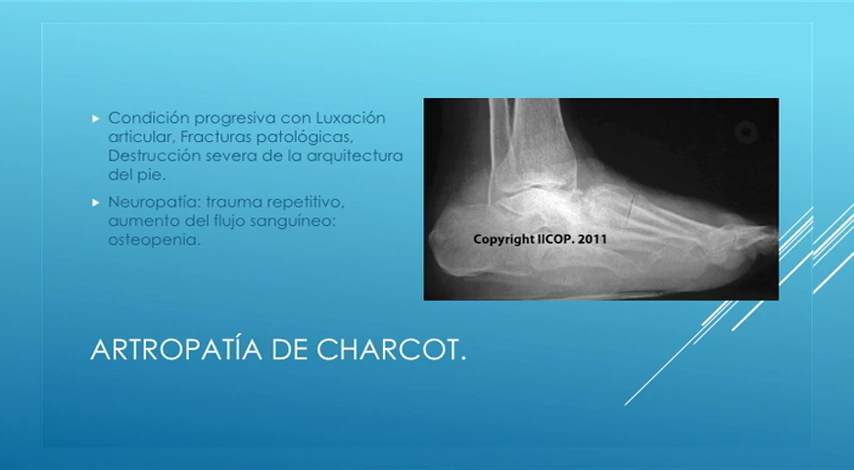 Condición progresiva con Luxación
articular, Fracturas patológicas,
Destrucción severa de la arquitectura
del pie.
Neuropatía: trauma repetitivo,
aumento del flujo sanguíneo:
osteopenia.
Copyright IICOP. 2011
ARTROPATÍA DE CHARCOT.